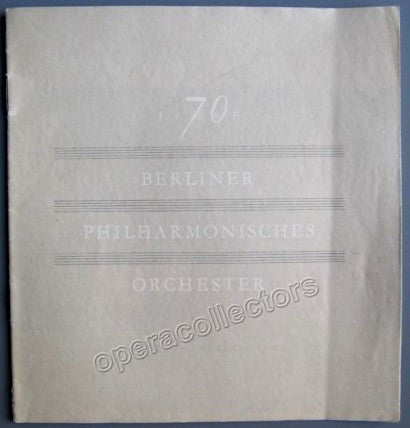 70
BERLINER
PHILHARMONISCHES
ORCHESTER
operacollectors